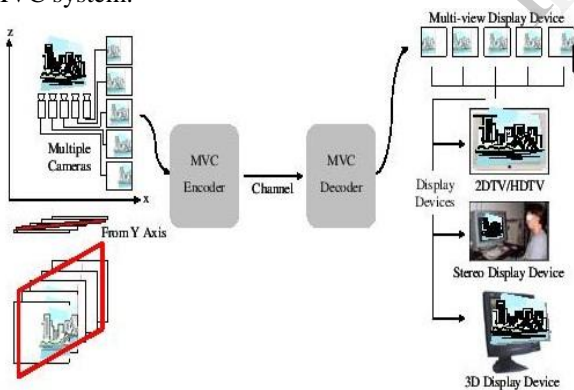 VC system.
Multi-view Display Device
z
Multiple
Cameras
x
MVC
Encoder
Channel
MVC
Decoder
From Y Axis
Display
Devices
2DTV/HDTV
Stereo Display Device
3D Display Device